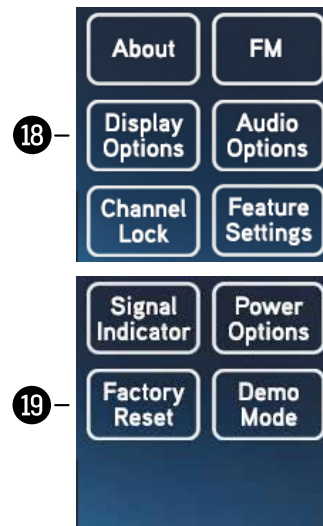 About FM
18 Display Options Audio Options
Channel Lock Feature Settings
Signal Indicator Power Options
19 Factory Reset Demo Mode